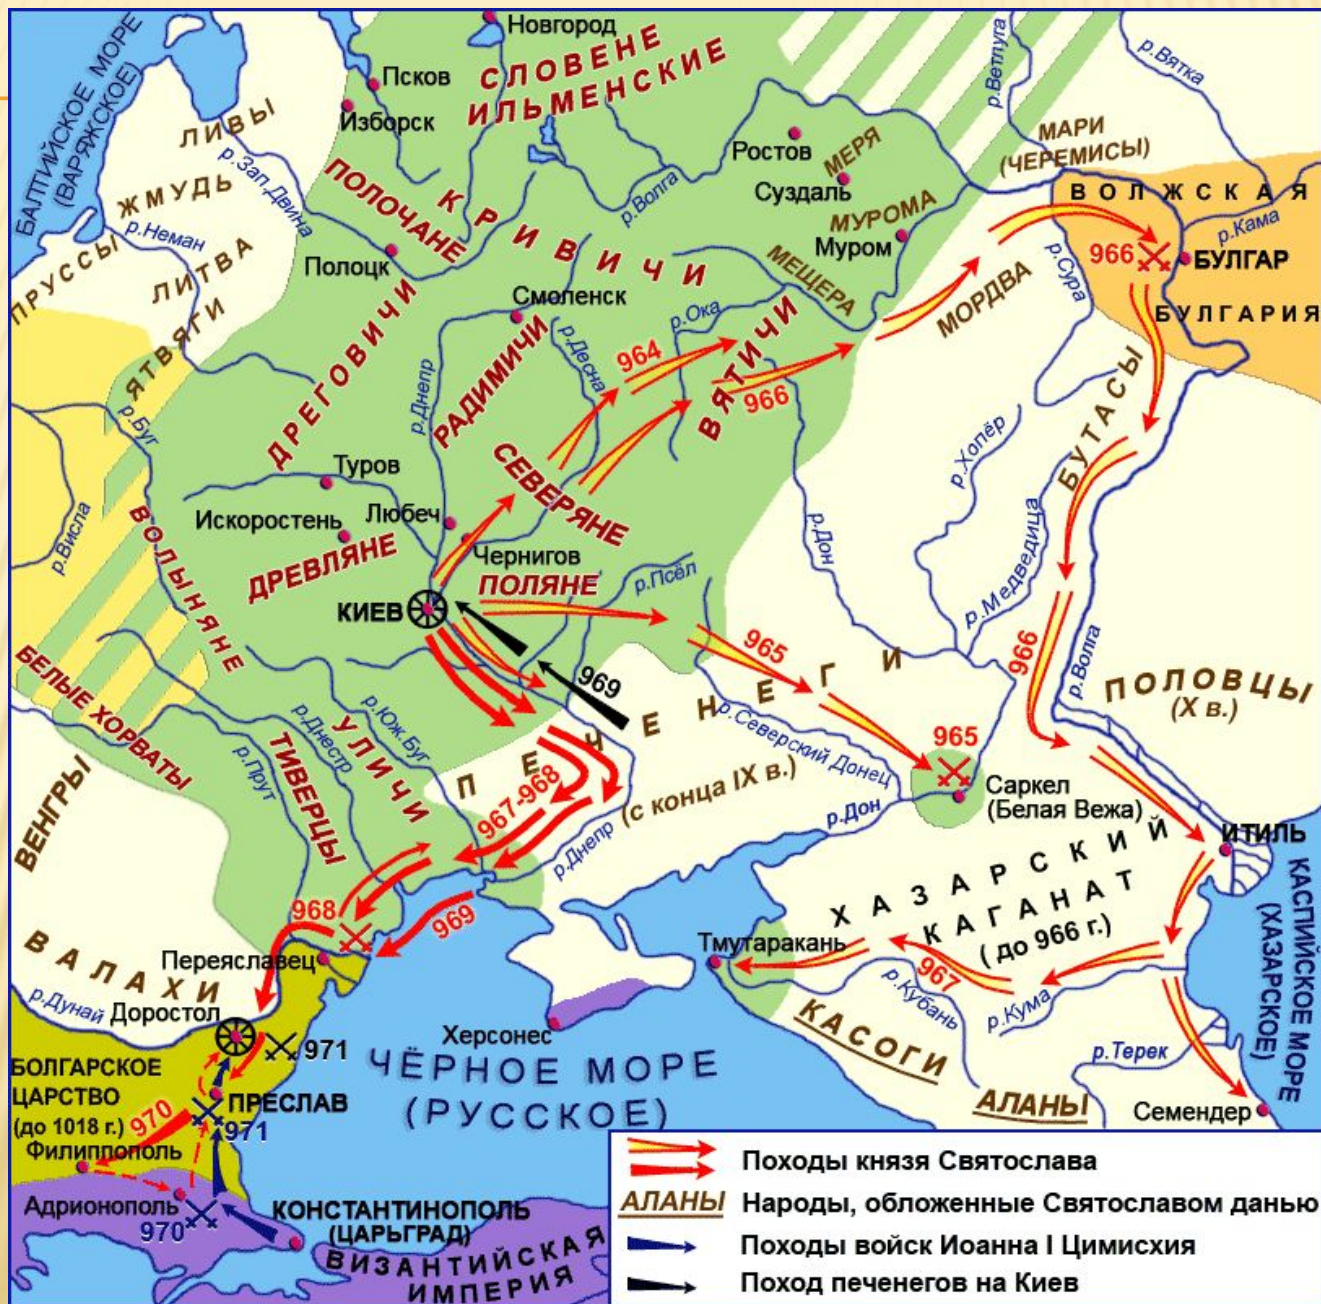 Новгород
Псков
СЛОВЕНЕ
ИЛЬМЕНСКИЕ
Изборск
БАЛТИЙСКОЕ МОРЕ
(ВАРЯЖСКОЕ)
ЛИВЫ
р.Зап.Двина
ЖМУДЬ
р.Неман
ПРУССЫ
ЛИТВА
ЯТВЯГИ
ПОЛОЧАНЕ
КРИВИЧИ
Полоцк
Ростов
МЕРЯ
Суздаль
р.Волга
МУРОМА
Муром
МЕЩЕРА
р.Ветлуга
р.Вятка
МАРИ
(ЧЕРЕМИСЫ)
ВОЛЖСКАЯ
р.Кама
966
БУЛГАР
БУЛГАРИЯ
р.Сура
МОРДВА
Смоленск
ДРЕГОВИЧИ
РАДИМИЧИ
р.Днепр
р.Десна
р.Ока
964
966
ВЯТИЧИ
БУТАСЫ
р.Хопёр
р.Медведица
р.Дон
р.Буг
р.Висла
Туров
Искоростень
Любеч
СЕВЕРЯНЕ
ДРЕВЛЯНЕ
Чернигов
ПОЛЯНЕ
р.Псёл
КИЕВ
ВОЛЫНЯНЕ
БЕЛЫЕ ХОРВАТЫ
965
969
966
р.Волга
ПОЛОВЦЫ
(X в.)
ПЕЧЕНЕГИ
(с конца IX в.)
р.Северский Донец
965
Саркел
(Белая Вежа)
р.Дон
р.Юж.Буг
р.Днестр
р.Прут
УЛИЧИ
ТИВЕРЦЫ
ВЕНГРЫ
967-968
р.Днепр
ИТИЛЬ
ХАЗАРСКИЙ
КАГАНАТ
(до 966 г.)
КАСПИЙСКОЕ МОРЕ
(ХАЗАРСКОЕ)
968
969
ВАЛАХИ
Переяславец
Тмутаракань
967
р.Кубань
р.Кума
КАСОГИ
р.Дунай
Доростол
971
Херсонес
ЧЁРНОЕ МОРЕ
(РУССКОЕ)
р.Терек
АЛАНЫ
Семендер
БОЛГАРСКОЕ
ЦАРСТВО
(до 1018 г.)
ПРЕСЛАВ
970
971
Филиппополь
Адрионополь
970
КОНСТАНТИНОПОЛЬ
(ЦАРЬГРАД)
ВИЗАНТИЙСКАЯ
ИМПЕРИЯ
Походы князя Святослава
АЛАНЫ Народы, обложенные Святославом данью
Походы войск Иоанна I Цимисхия
Поход печенегов на Киев